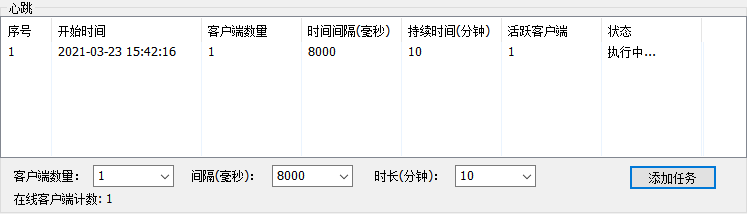 心跳
序号 开始时间 客户端数量 时间间隔(毫秒) 持续时间(分钟) 活跃客户端 状态
1 2021-03-23 15:42:16 1 8000 10 1 执行中...
客户端数量： 1 间隔(毫秒)： 8000 时长(分钟)： 10 添加任务
在线客户端计数: 1